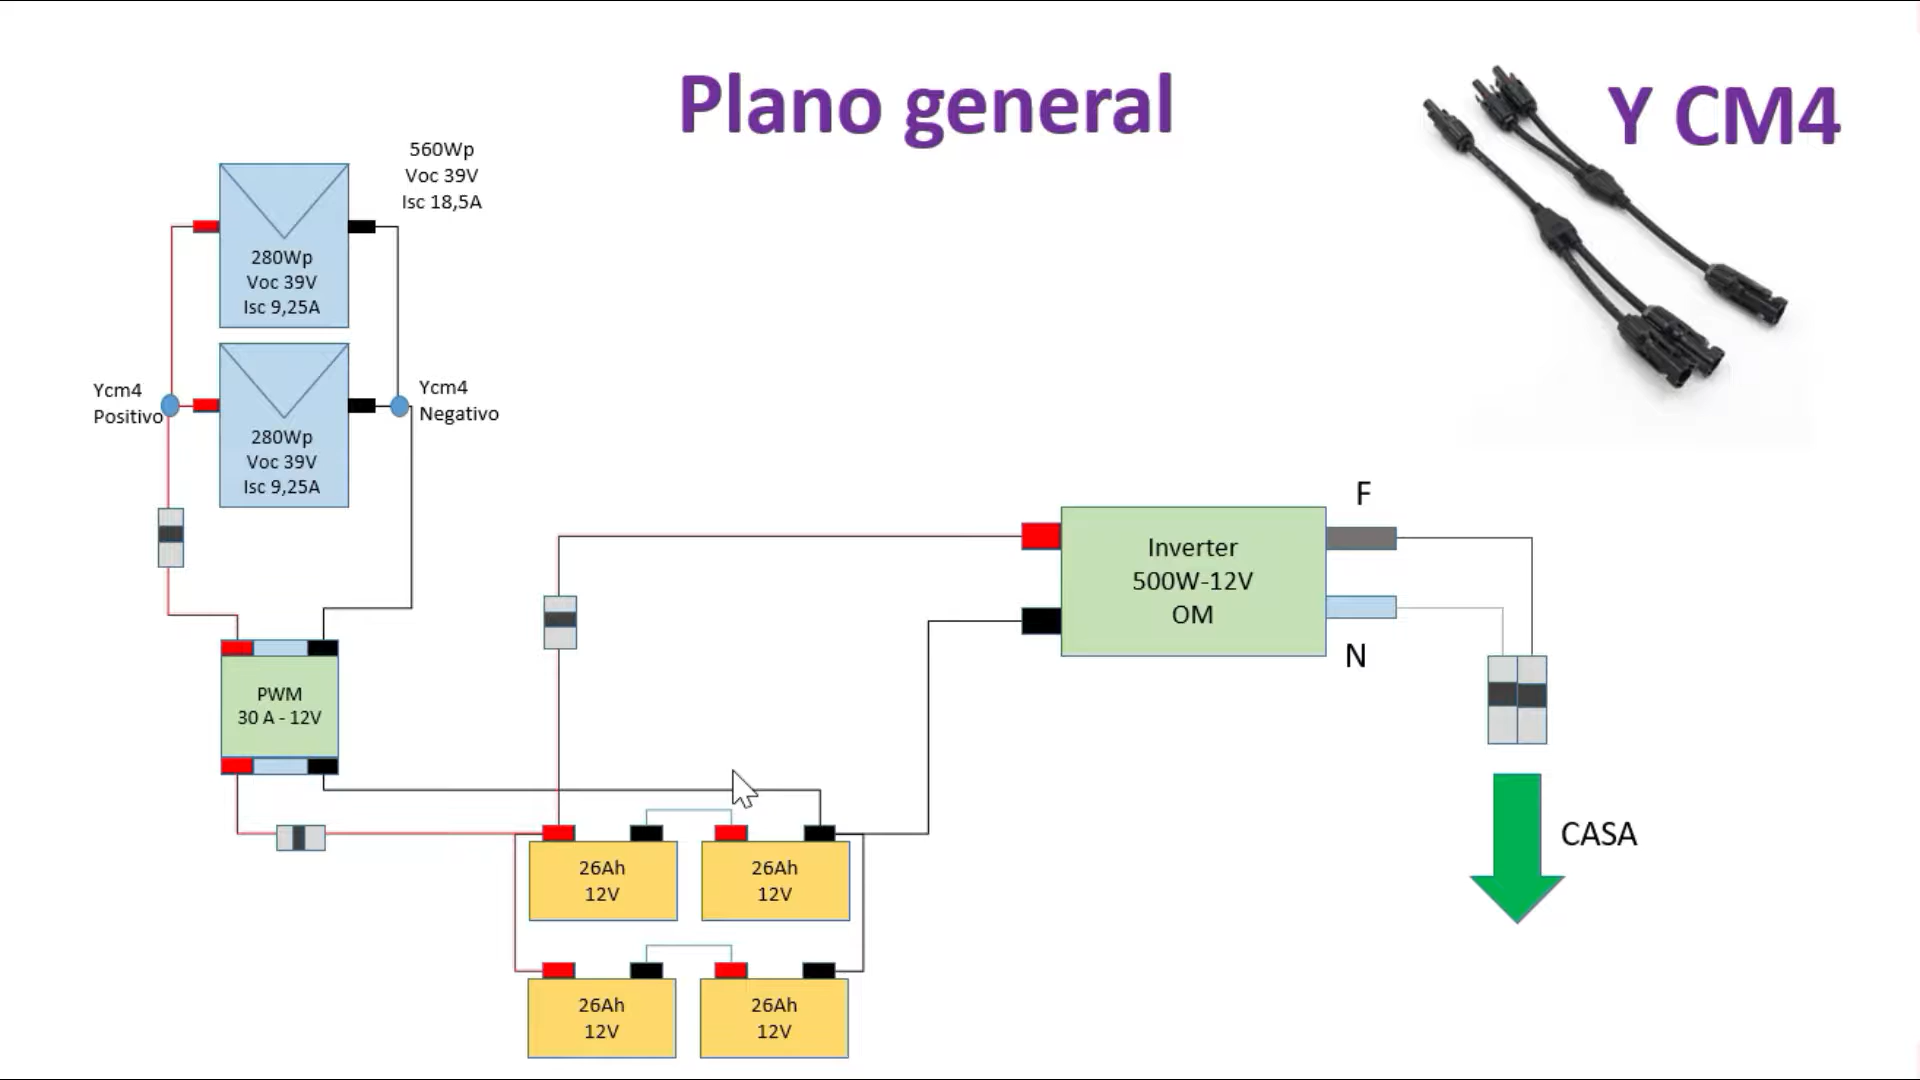 Plano general
Y CM4
560Wp
Voc 39V
Isc 18,5A
280Wp
Voc 39V
Isc 9,25A
Ycm4
Positivo
Ycm4
Negativo
280Wp
Voc 39V
Isc 9,25A
F
Inverter
500W-12V
OM
N
PWM
30 A - 12V
CASA
26Ah
12V
26Ah
12V
26Ah
12V
26Ah
12V